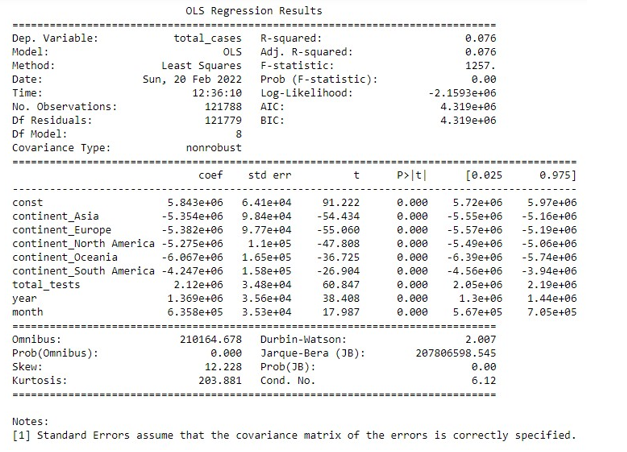 OLS Regression Results
==============================================================================
Dep. Variable: total_cases R-squared: 0.076
Model: OLS Adj. R-squared: 0.076
Method: Least Squares F-statistic: 1257.
Date: Sun, 20 Feb 2022 Prob (F-statistic): 0.00
Time: 12:36:10 Log-Likelihood: -2.1593e+06
No. Observations: 121788 AIC: 4.319e+06
Df Residuals: 121779 BIC: 4.319e+06
Df Model: 8
Covariance Type: nonrobust
==============================================================================
coef std err t P>|t| [0.025 0.975]
------------------------------------------------------------------------------
const 5.843e+06 6.41e+04 91.222 0.000 5.72e+06 5.97e+06
continent_Asia -5.354e+06 9.84e+04 -54.434 0.000 -5.55e+06 -5.16e+06
continent_Europe -5.382e+06 9.77e+04 -55.060 0.000 -5.57e+06 -5.19e+06
continent_North America -5.275e+06 1.1e+05 -47.808 0.000 -5.49e+06 -5.06e+06
continent_Oceania -6.067e+06 1.65e+05 -36.725 0.000 -6.39e+06 -5.74e+06
continent_South America -4.247e+06 1.58e+05 -26.904 0.000 -4.56e+06 -3.94e+06
total_tests 2.12e+06 3.48e+04 60.847 0.000 2.05e+06 2.19e+06
year 1.369e+06 3.56e+04 38.408 0.000 1.3e+06 1.44e+06
month 6.358e+05 3.53e+04 17.987 0.000 5.67e+05 7.05e+05
==============================================================================
Omnibus: 210164.678 Durbin-Watson: 2.007
Prob(Omnibus): 0.000 Jarque-Bera (JB): 207806598.545
Skew: 12.228 Prob(JB): 0.00
Kurtosis: 203.881 Cond. No. 6.12
==============================================================================
Notes:
[1] Standard Errors assume that the covariance matrix of the errors is correctly specified.